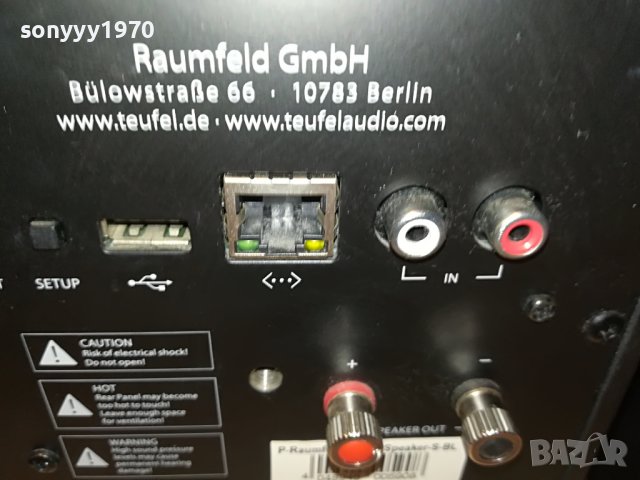 sonyyy1970
Raumfeld GmbH
Bülowstraße 66 · 10783 Berlin
www.teufel.de · www.teufelaudio.com
SETUP
<···>
IN
CAUTION
Risk of electrical shock!
Do not open!
HOT
Rear Panel may become
too hot to touch!
Leave enough space
for ventilation!
WARNING
High sound pressure
levels may cause
permanent hearing
damage!
+
−
SPEAKER OUT
Speaker-S-BL
BAZAR